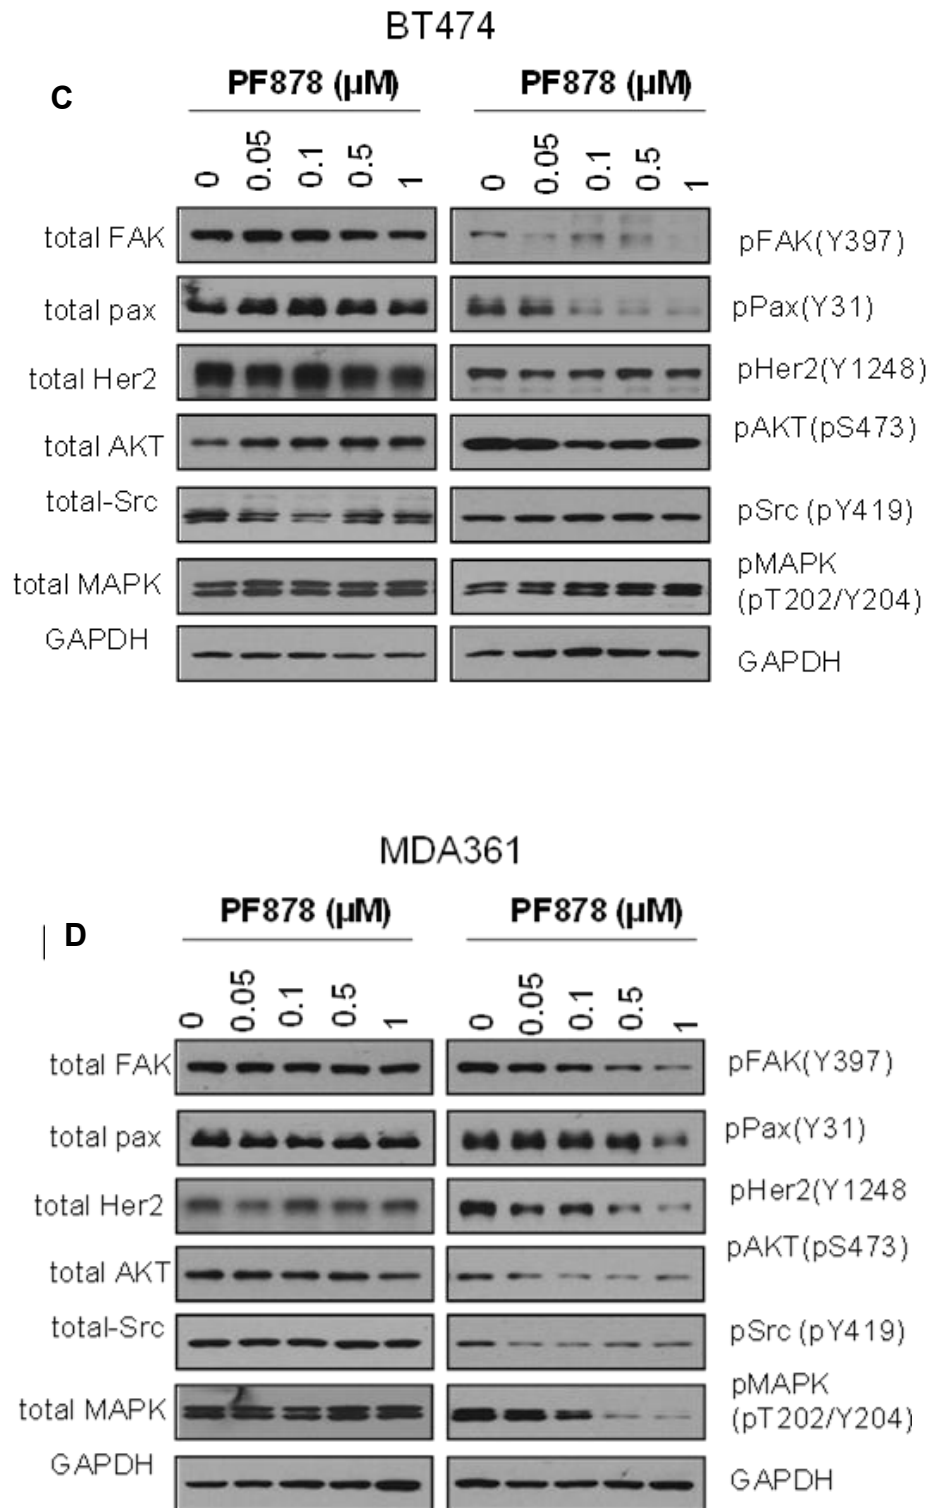 BT474
C
PF878 (µM) PF878 (µM)
0 0.05 0.1 0.5 1 0 0.05 0.1 0.5 1
total FAK pFAK(Y397)
total pax pPax(Y31)
total Her2 pHer2(Y1248)
total AKT pAKT(pS473)
total-Src pSrc (pY419)
total MAPK pMAPK
(pT202/Y204)
GAPDH GAPDH
MDA361
D
PF878 (µM) PF878 (µM)
0 0.05 0.1 0.5 1 0 0.05 0.1 0.5 1
total FAK pFAK(Y397)
total pax pPax(Y31)
total Her2 pHer2(Y1248
total AKT pAKT(pS473)
total-Src pSrc (pY419)
total MAPK pMAPK
(pT202/Y204)
GAPDH GAPDH